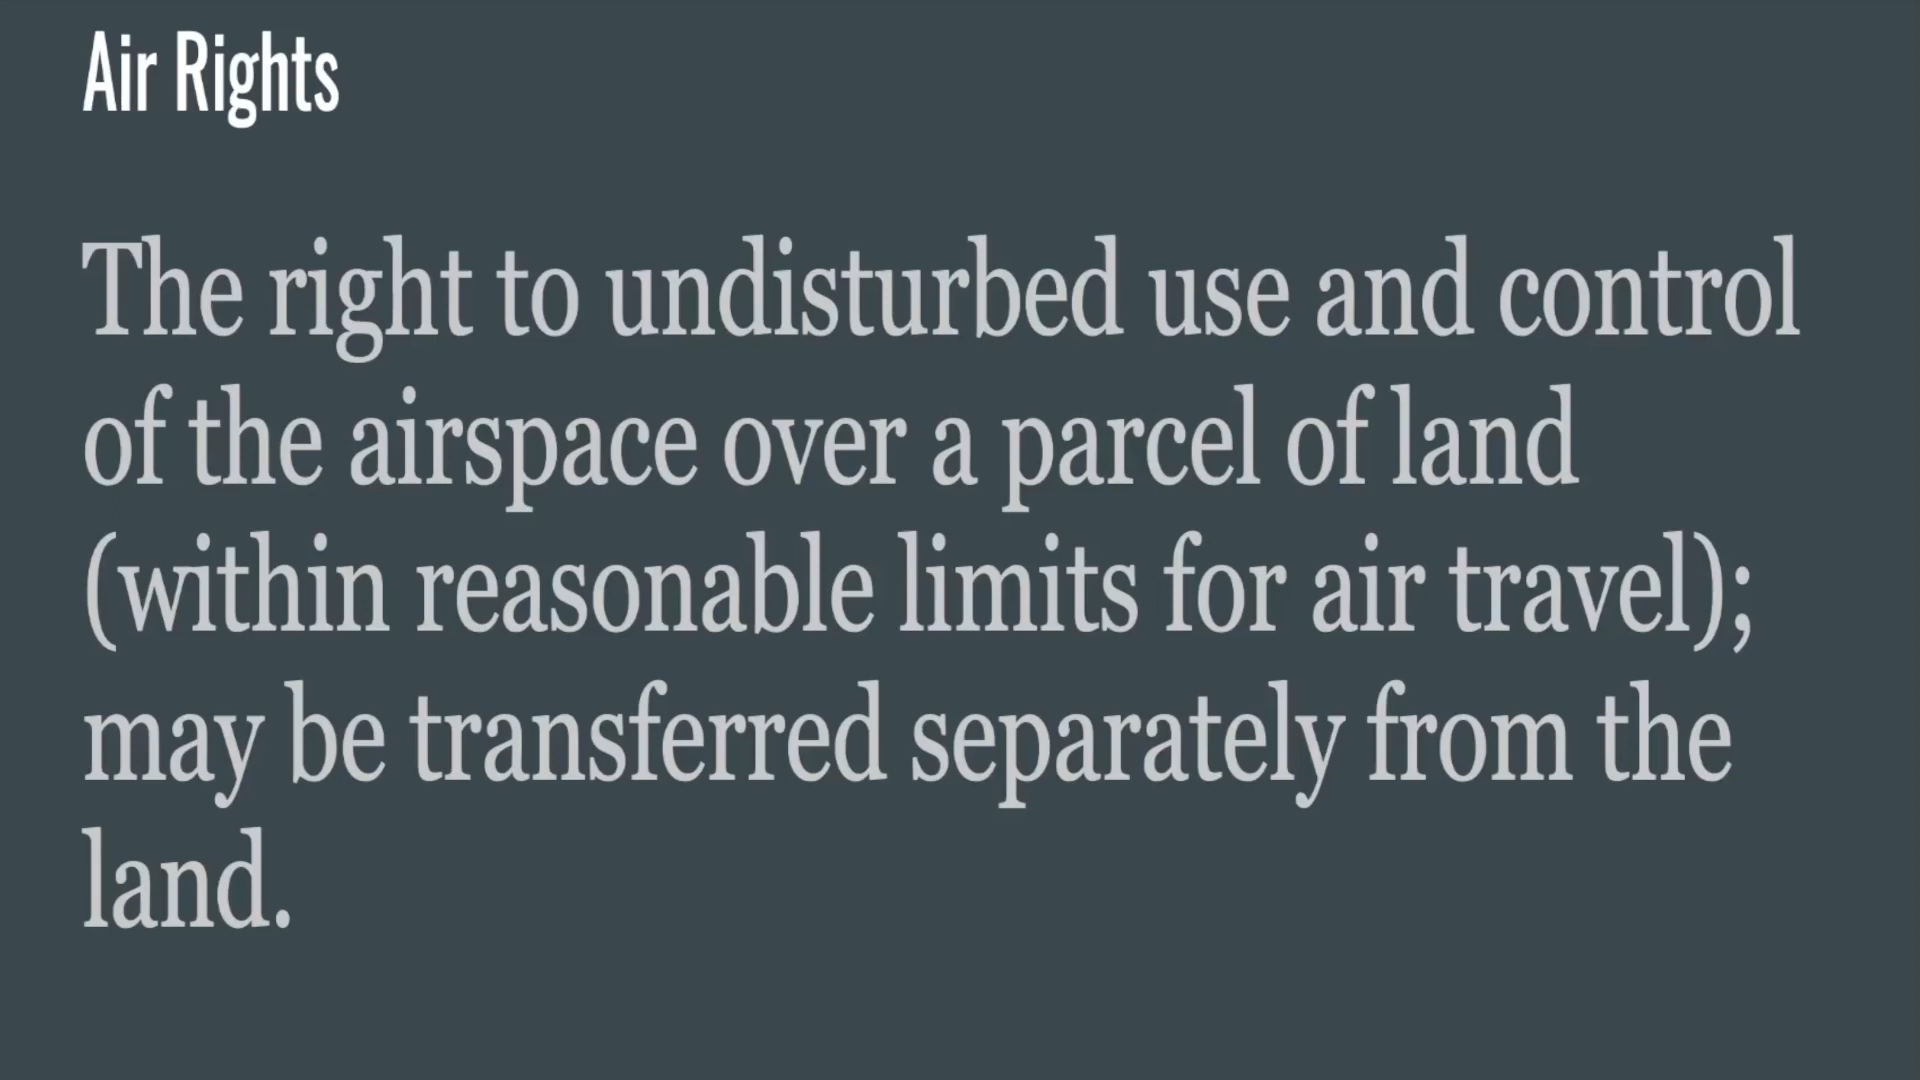 Air Rights
The right to undisturbed use and control
of the airspace over a parcel of land
(within reasonable limits for air travel);
may be transferred separately from the
land.